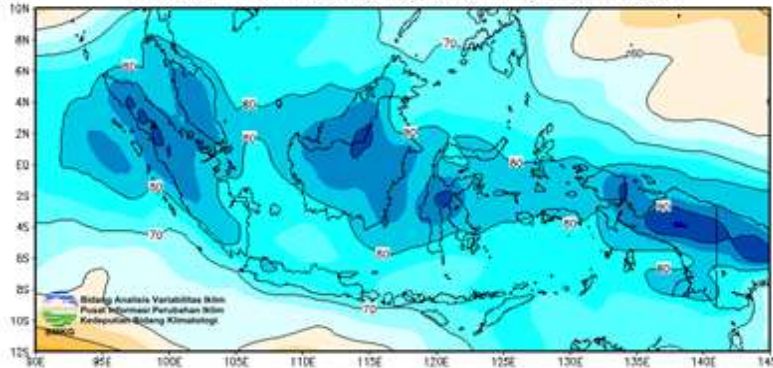 10N
8N
6N
4N
2N
EQ
2S
4S
6S
8S
10S
12S
90E
95E
100E
105E
110E
115E
120E
125E
130E
135E
140E
145
70
60
80
80
80
80
80
80
80
80
80
70
70
Bidang Analisis Variabilitas Iklim
Pusat Informasi Perubahan Iklim
Kedeputian Bidang Klimatologi
BMKG